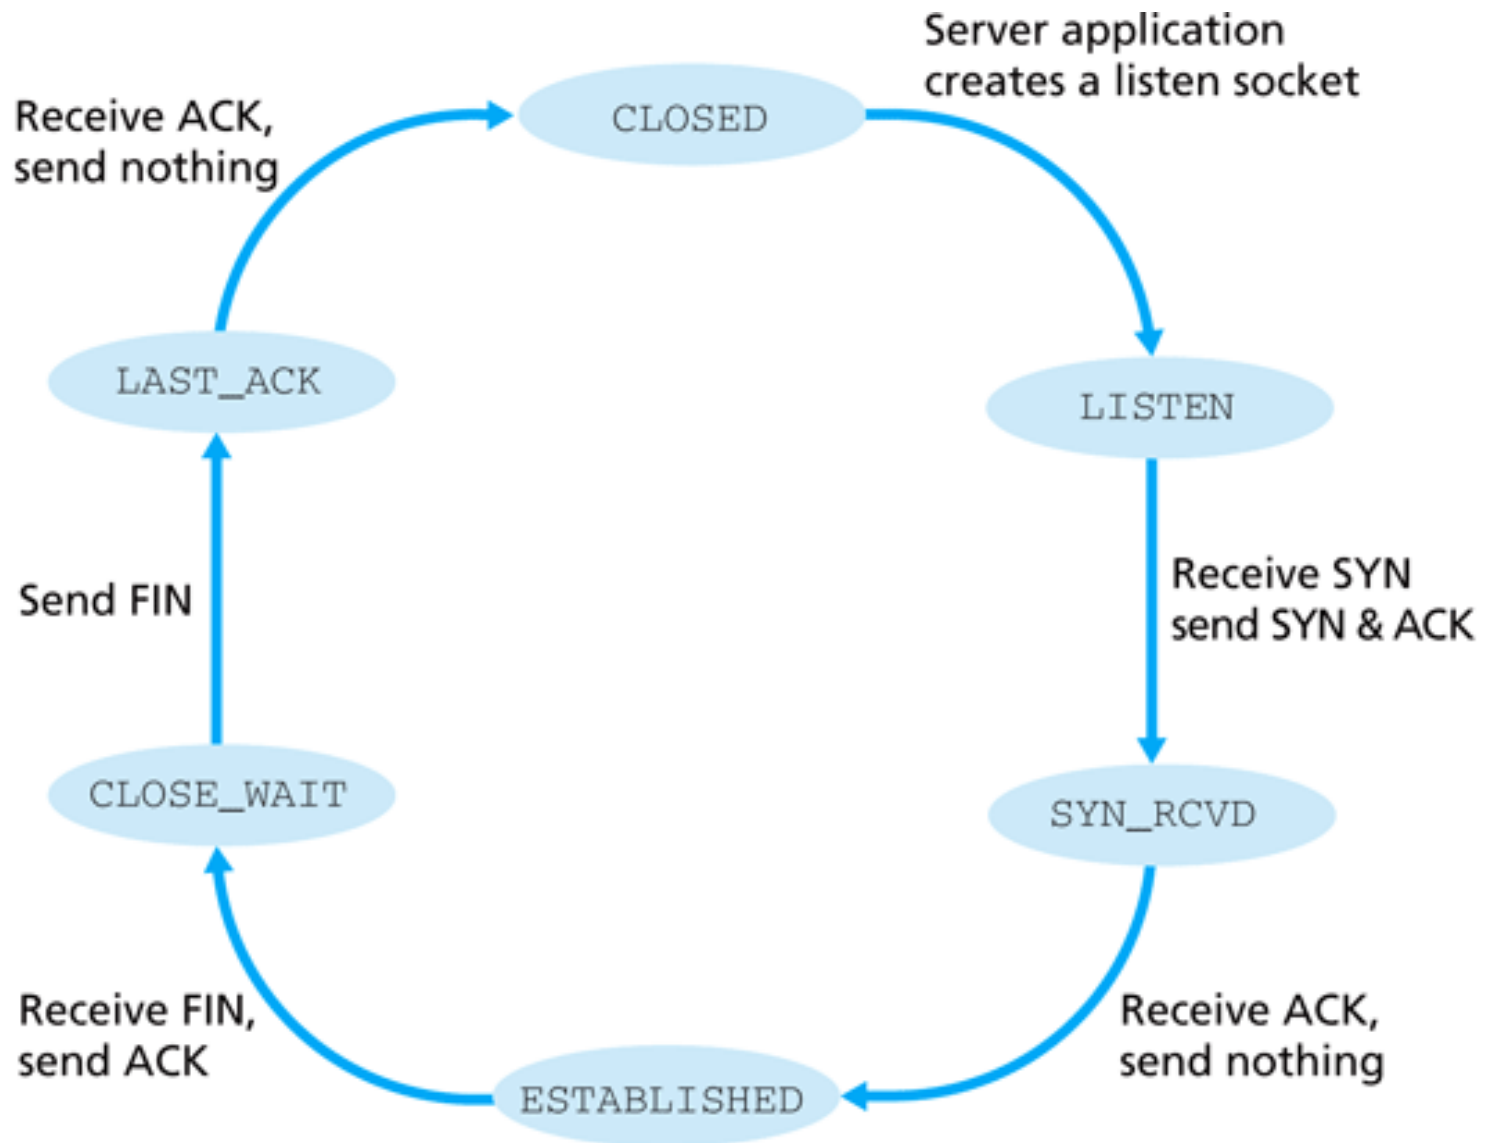 Server application
creates a listen socket
Receive ACK,
send nothing
CLOSED
LAST_ACK
LISTEN
Send FIN
Receive SYN
send SYN & ACK
CLOSE_WAIT
SYN_RCVD
Receive FIN,
send ACK
Receive ACK,
send nothing
ESTABLISHED